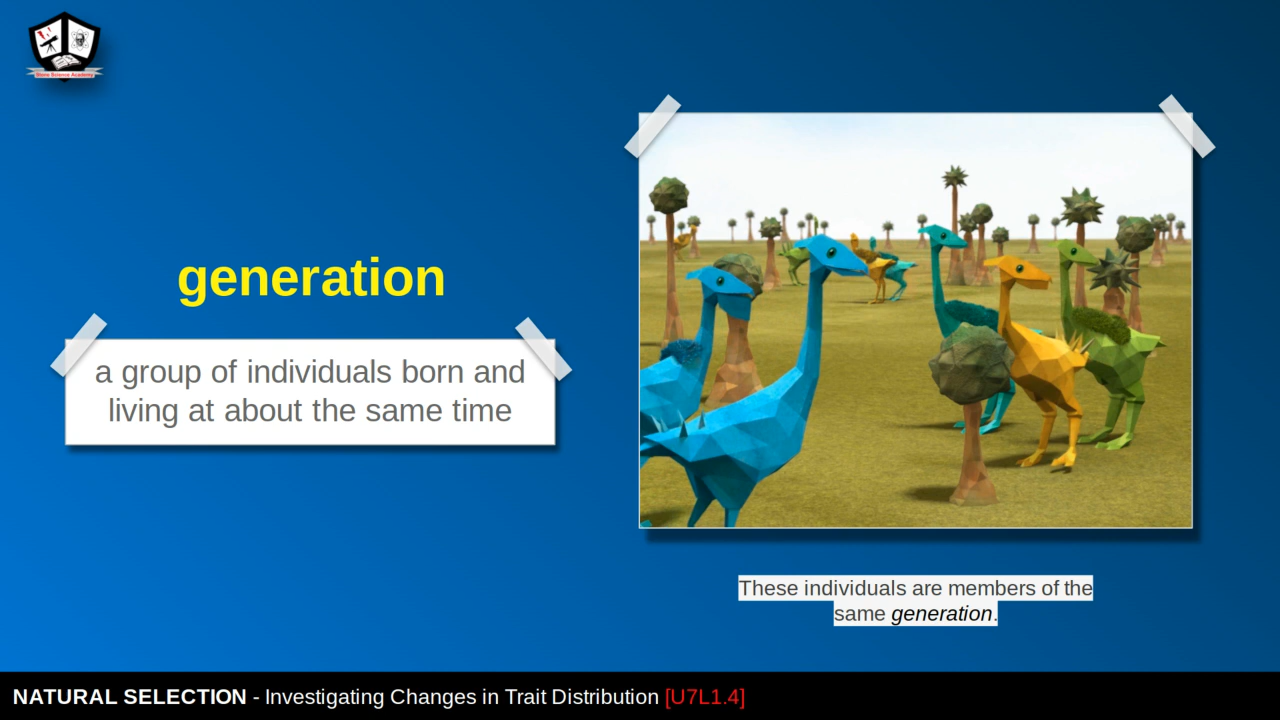 generation
a group of individuals born and
living at about the same time
These individuals are members of the
same generation.
NATURAL SELECTION - Investigating Changes in Trait Distribution [U7L1.4]